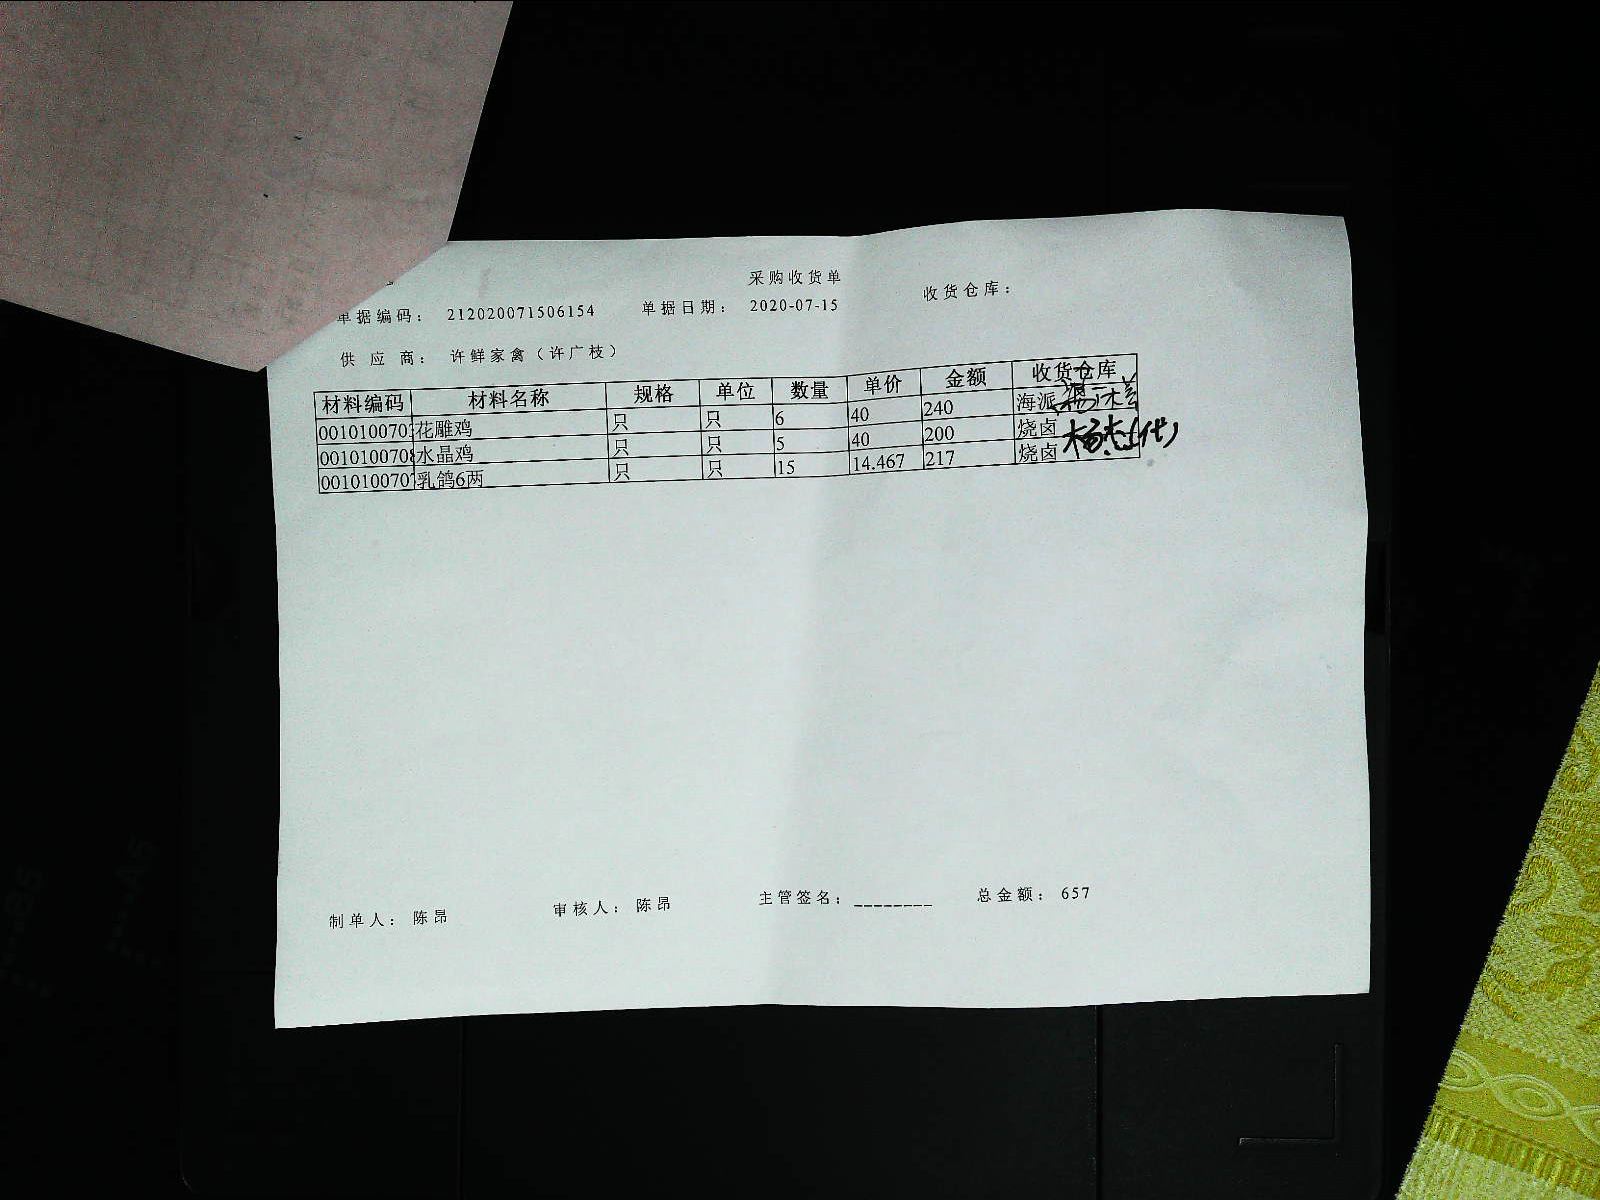 采购收货单
单据编码： 212020071506154 单据日期： 2020-07-15 收货仓库：
供 应 商： 许鲜家禽（许广枝）
材料编码 材料名称 规格 单位 数量 单价 金额 收货仓库
001010070 花雕鸡 只 只 6 40 240 海派
001010070 水晶鸡 只 只 5 40 200 烧卤
001010070 乳鸽6两 只 只 15 14.467 217 烧卤
制单人： 陈昂 审核人： 陈昂 主管签名：________ 总金额： 657